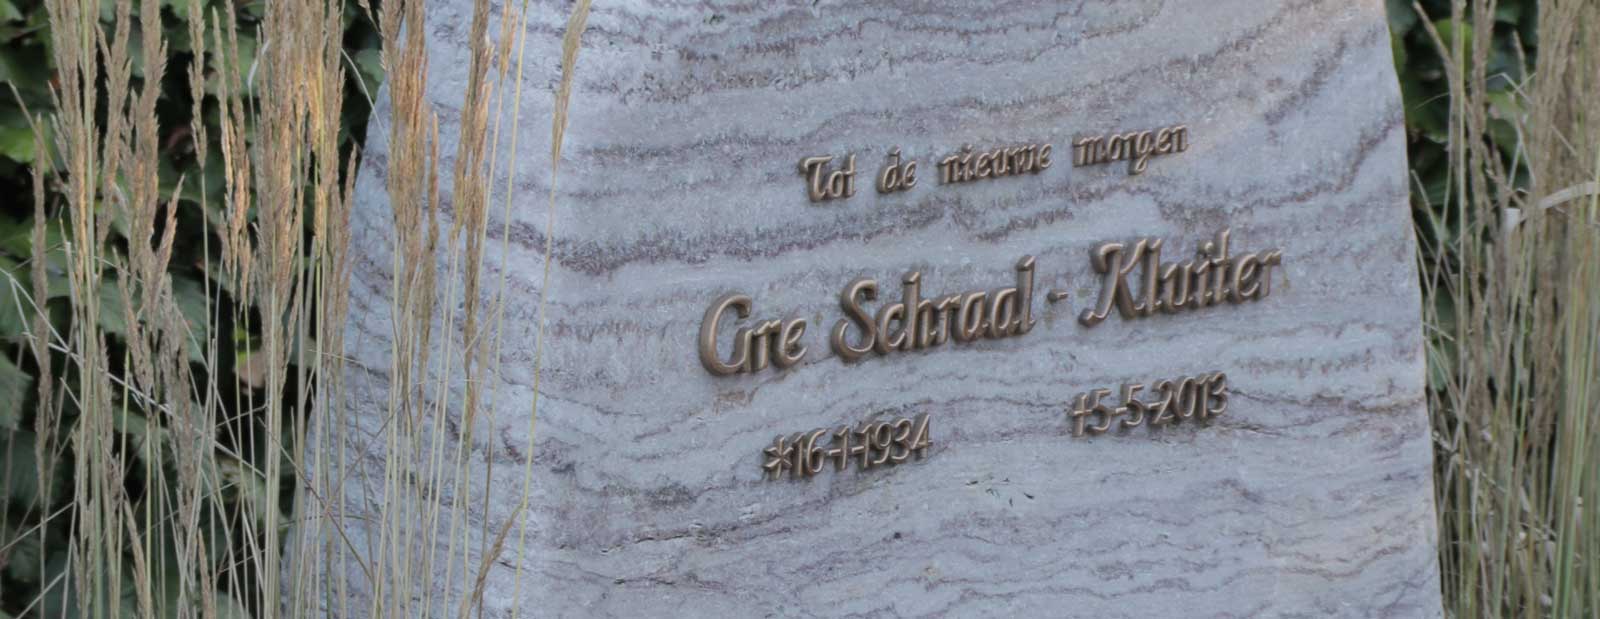 Tot de nieuwe morgen
Gre Schraal - Kluiter
*16-1-1934 †5-5-2013